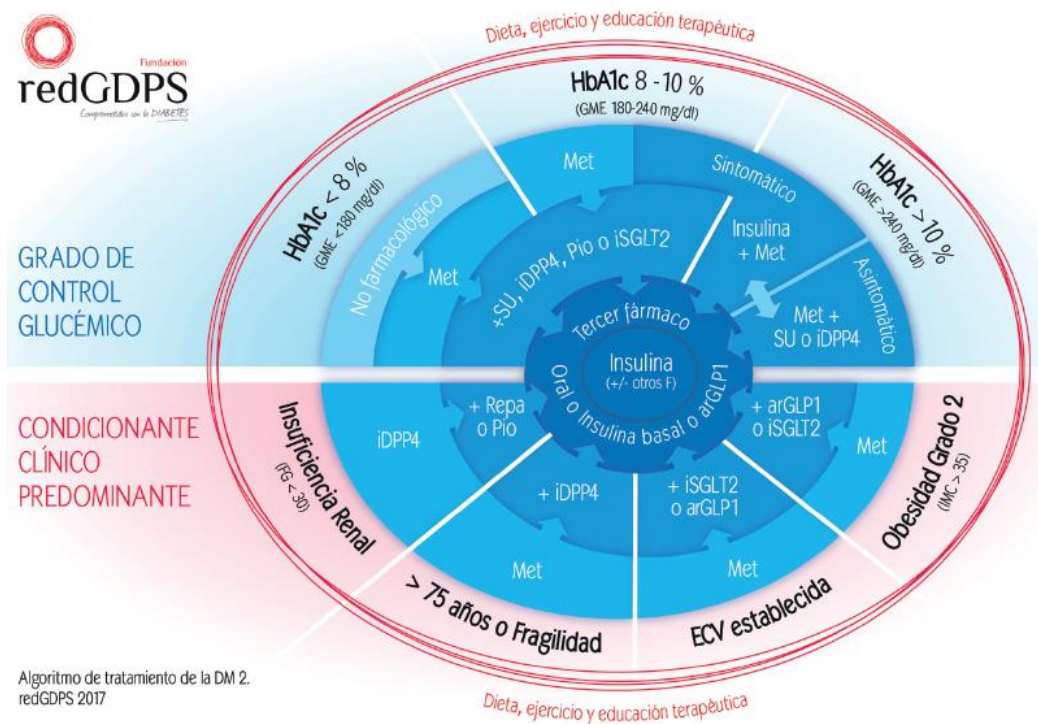 Fundación
redGDPS
Comprometidos con la DIABETES
Dieta, ejercicio y educación terapéutica
GRADO DE
CONTROL
GLUCÉMICO
HbA1c < 8 %
(GME <180 mg/dl)
HbA1c 8 -10 %
(GME 180-240 mg/dl)
HbA1c >10 %
(GME >240 mg/dl)
No farmacológico
Met
Met
+SU, iDPP4, Pio o iSGLT2
Sintomático
Insulina
+ Met
Asintomático
Met +
SU o iDPP4
Tercer fármaco
Insulina
(+/- otros F)
Oral o Insulina basal o arGLP1
CONDICIONANTE
CLÍNICO
PREDOMINANTE
Insuficiencia Renal
(FG < 30)
iDPP4
+ Repa
o Pio
> 75 años o Fragilidad
Met
+ iDPP4
ECV establecida
Met
+ iSGLT2
o arGLP1
Obesidad Grado 2
(IMC > 35)
Met
+ arGLP1
o iSGLT2
Dieta, ejercicio y educación terapéutica
Algoritmo de tratamiento de la DM 2.
redGDPS 2017